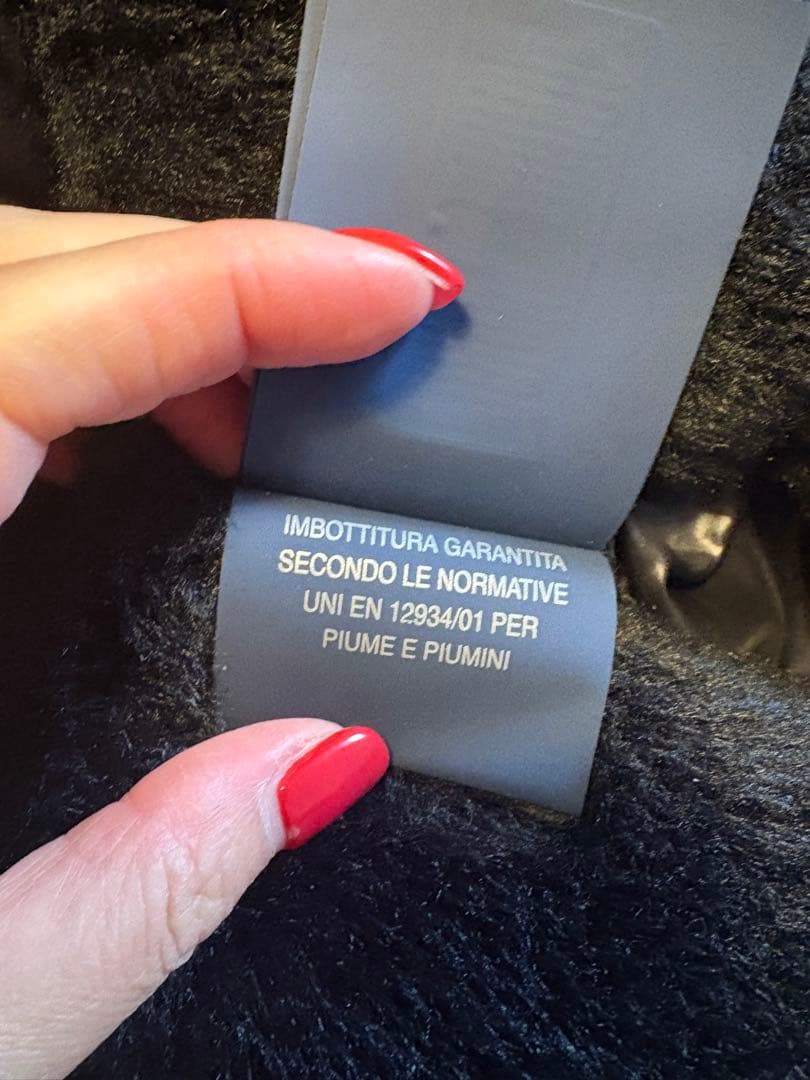 IMBOTTITURA GARANTITA
SECONDO LE NORMATIVE
UNI EN 12934/01 PER
PIUME E PIUMINI